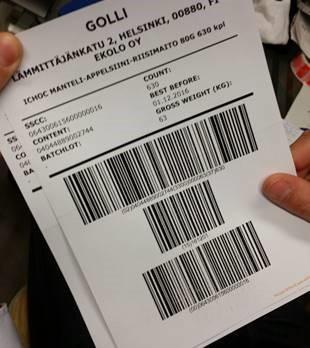 GOLLI
LÄMMITTÄJÄNKATU 2, HELSINKI, 00880, FI
EKOLO OY
ICHOC MANTELI-APPELSIINI-RIISIMAITO 80G 630 kpl
SSCC: COUNT:
064300615600000016 630
CONTENT: BEST BEFORE:
04044889002744 01.12.2016
BATCHLOT: GROSS WEIGHT (KG):
63